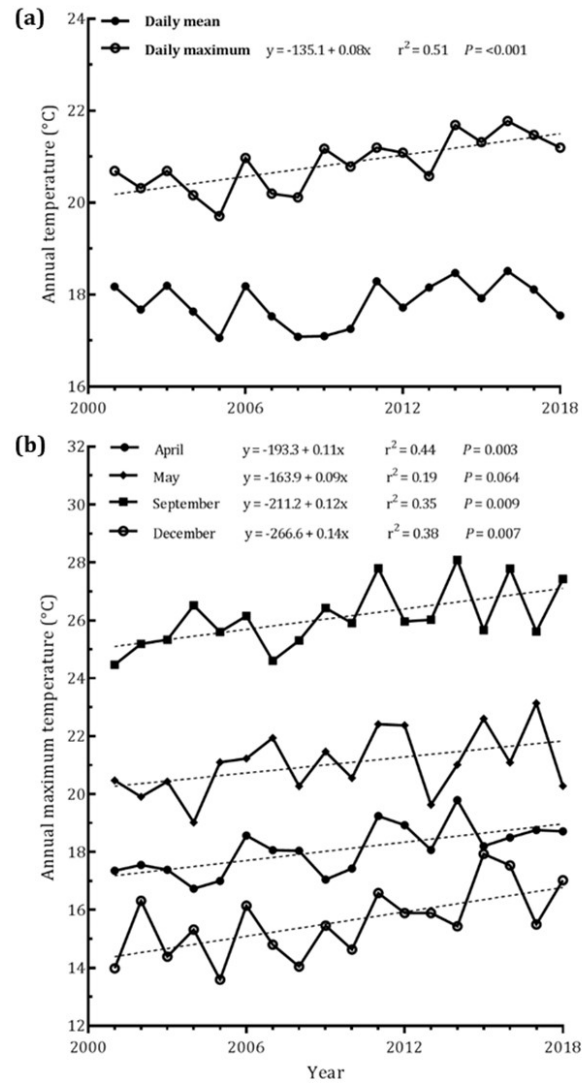 (a)
24
22
20
18
16
Annual temperature (°C)
Daily mean
Daily maximum y = -135.1 + 0.08x r² = 0.51 P = <0.001
2000 2006 2012 2018
(b)
32
30
28
26
24
22
20
18
16
14
12
Annual maximum temperature (°C)
April y = -193.3 + 0.11x r² = 0.44 P = 0.003
May y = -163.9 + 0.09x r² = 0.19 P = 0.064
September y = -211.2 + 0.12x r² = 0.35 P = 0.009
December y = -266.6 + 0.14x r² = 0.38 P = 0.007
2000 2006 2012 2018
Year